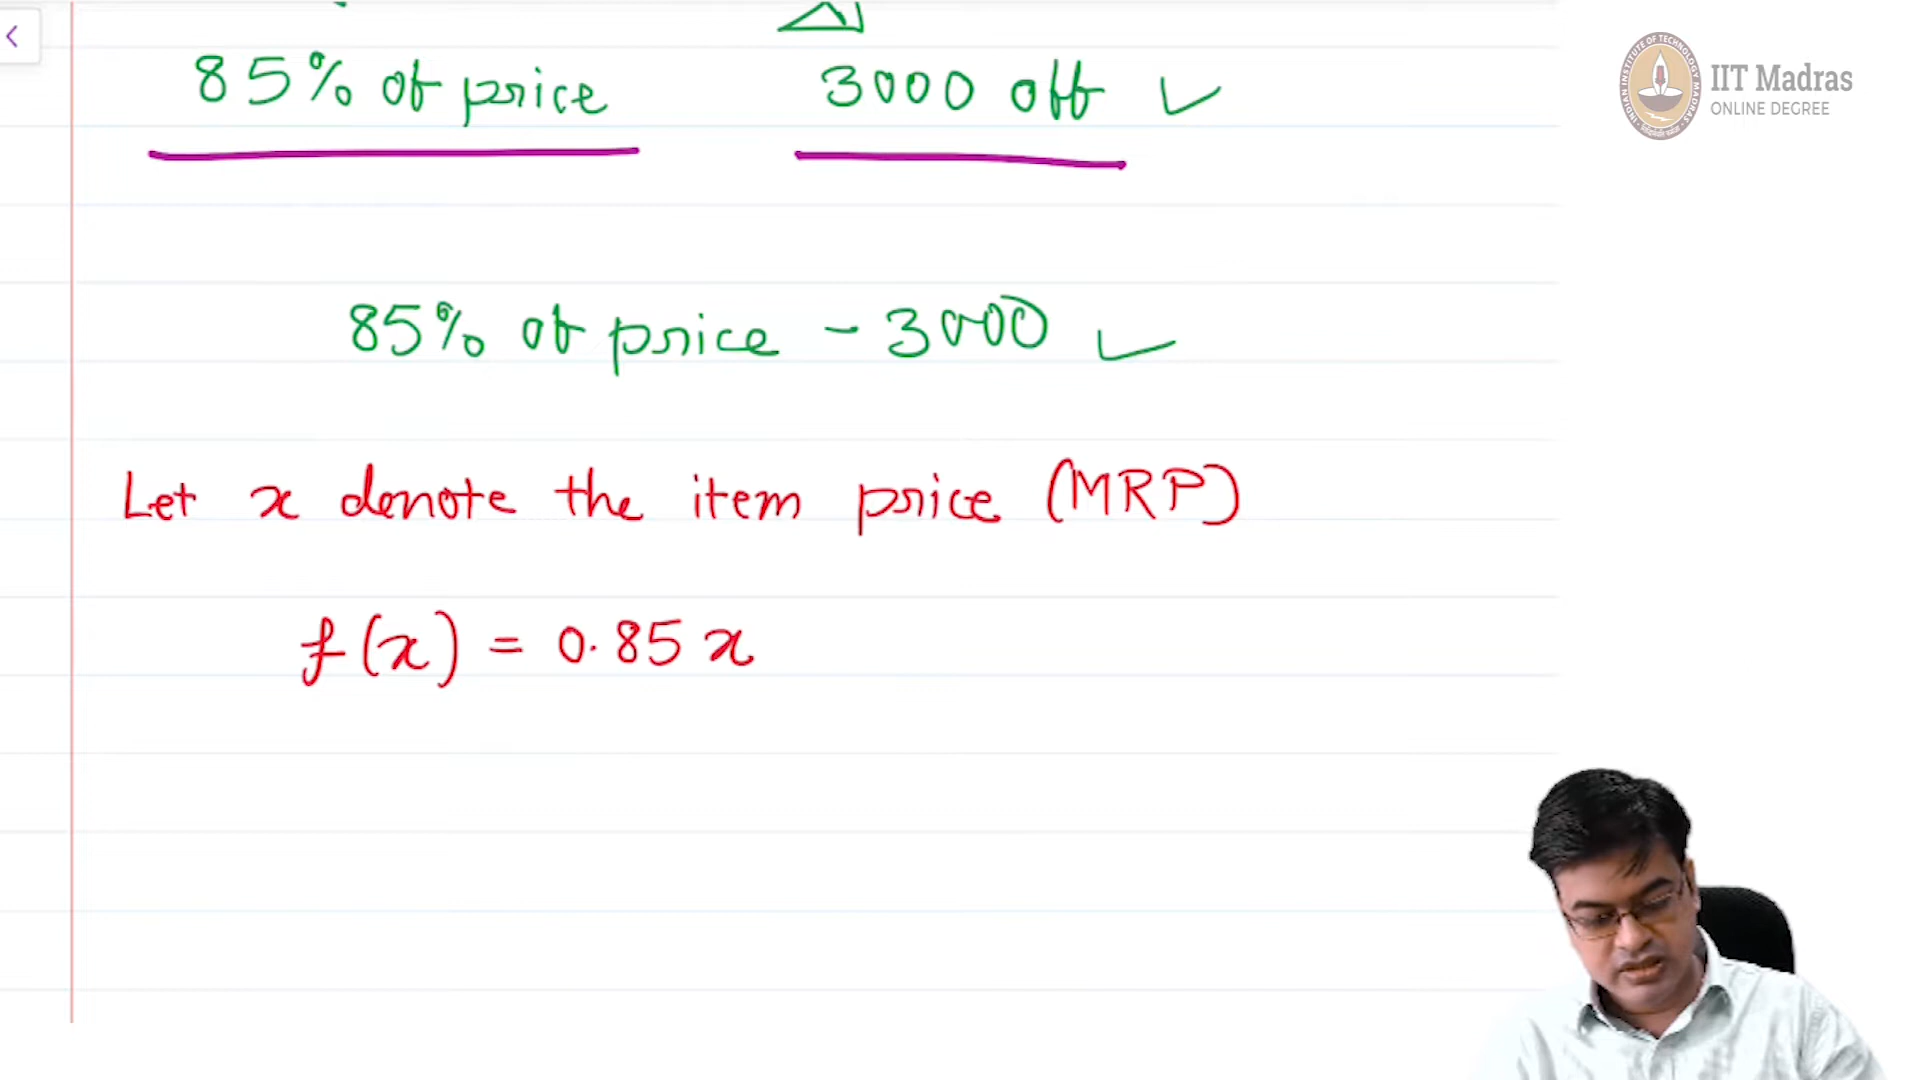 85% of price 3000 off ✓
IIT Madras
ONLINE DEGREE
85% of price - 3000 ✓
Let x denote the item price (MRP)
f(x) = 0.85 x